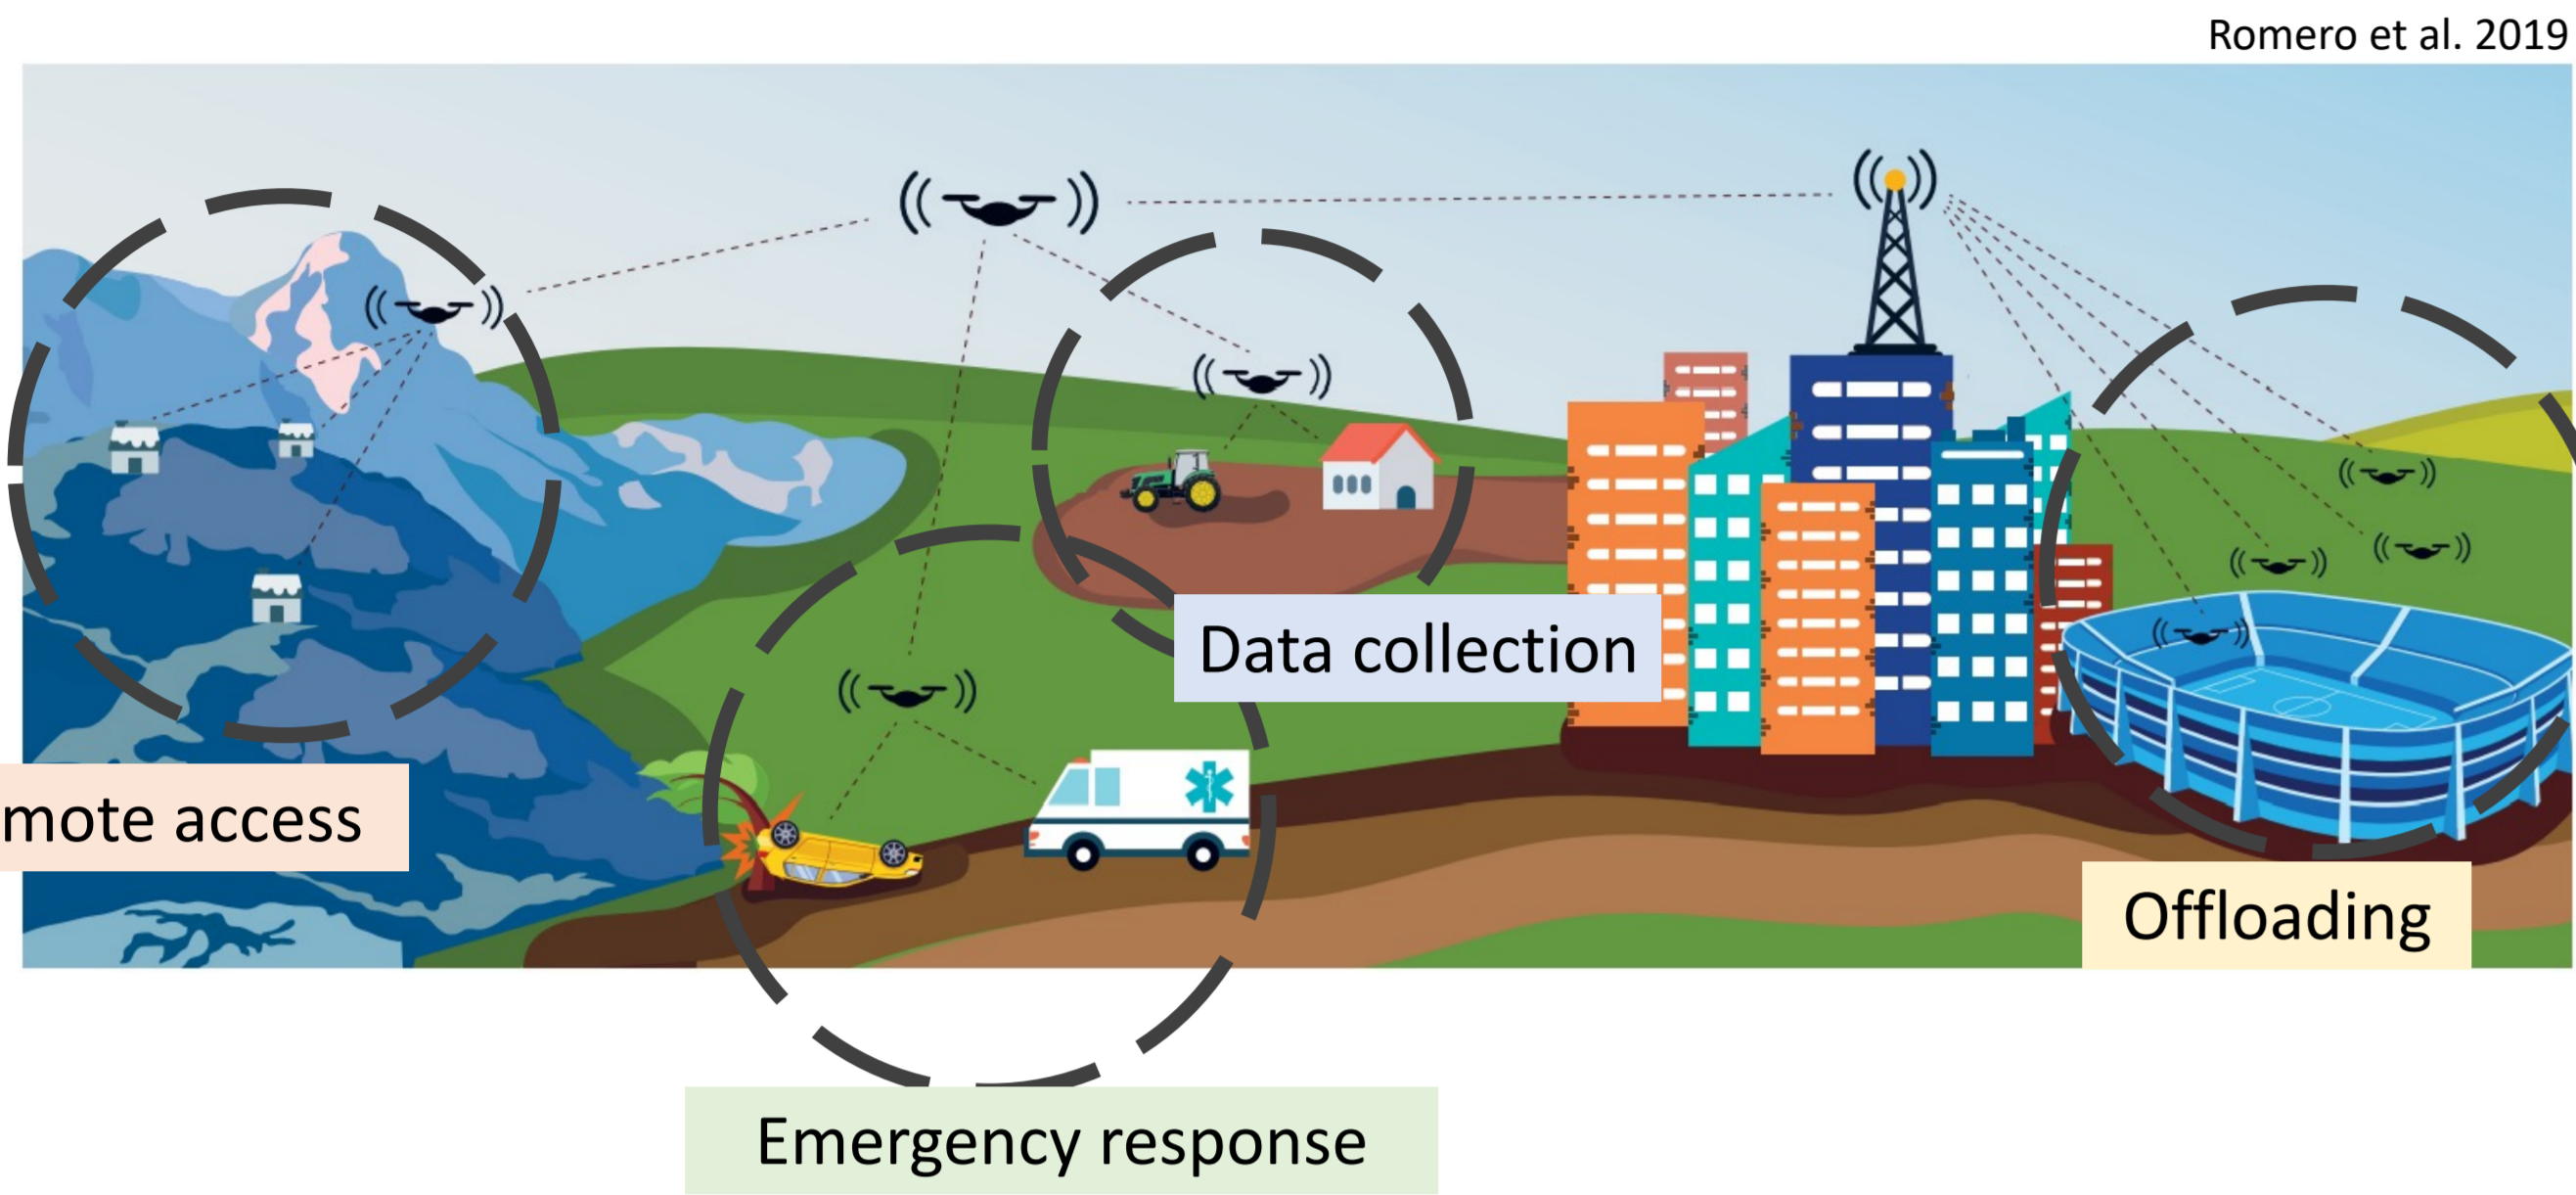 Romero et al. 2019
Data collection
mote access
Offloading
Emergency response